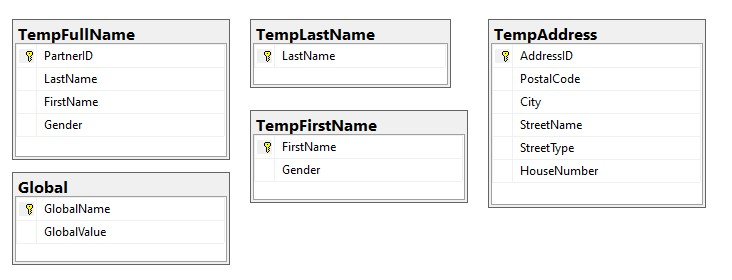 TempFullName
PartnerID
LastName
FirstName
Gender
Global
GlobalName
GlobalValue
TempLastName
LastName
TempFirstName
FirstName
Gender
TempAddress
AddressID
PostalCode
City
StreetName
StreetType
HouseNumber